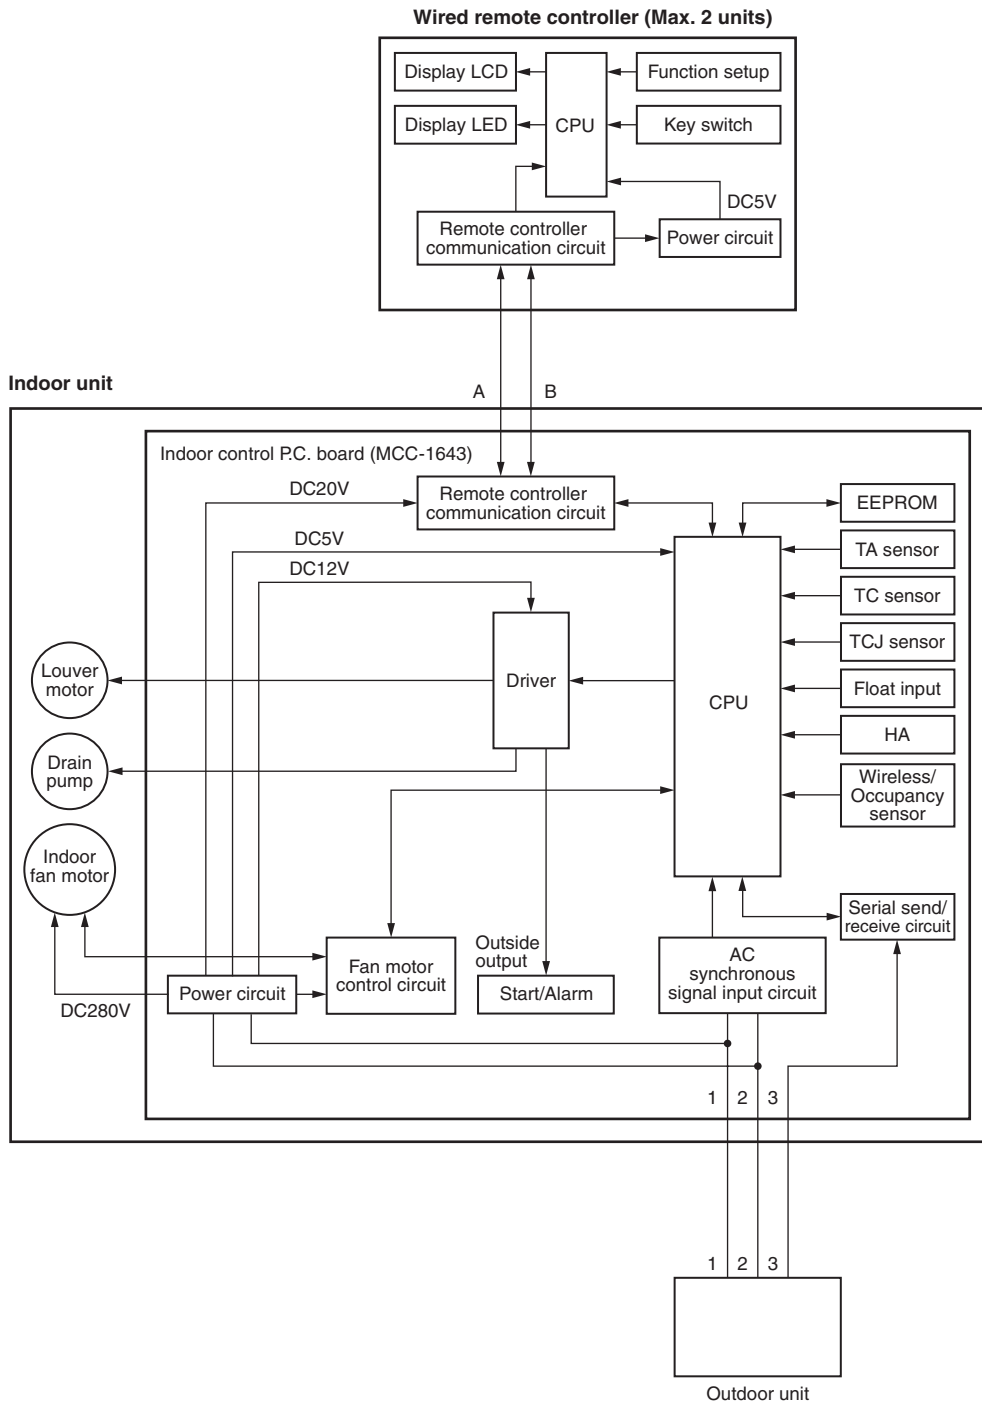 Wired remote controller (Max. 2 units)
Display LCD
Function setup
Display LED
CPU
Key switch
DC5V
Remote controller
communication circuit
Power circuit
Indoor unit
A
B
Indoor control P.C. board (MCC-1643)
DC20V
Remote controller
communication circuit
EEPROM
DC5V
TA sensor
DC12V
TC sensor
TCJ sensor
Louver
motor
Driver
CPU
Float input
HA
Drain
pump
Wireless/
Occupancy
sensor
Indoor
fan motor
Serial send/
receive circuit
Outside
output
Fan motor
control circuit
AC
synchronous
signal input circuit
Power circuit
Start/Alarm
DC280V
1 2 3
1 2 3
Outdoor unit